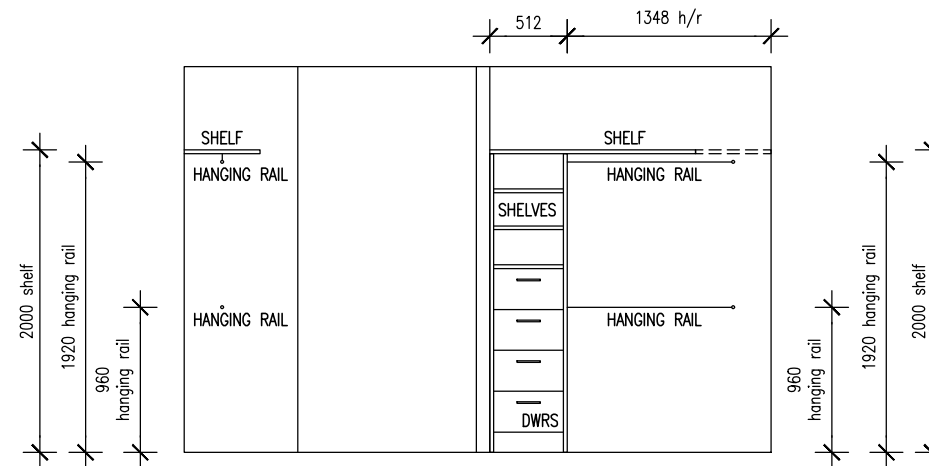 512
1348 h/r
SHELF
SHELF
HANGING RAIL
HANGING RAIL
SHELVES
2000 shelf
1920 hanging rail
960
hanging rail
HANGING RAIL
HANGING RAIL
DWRS
960
hanging rail
1920 hanging rail
2000 shelf